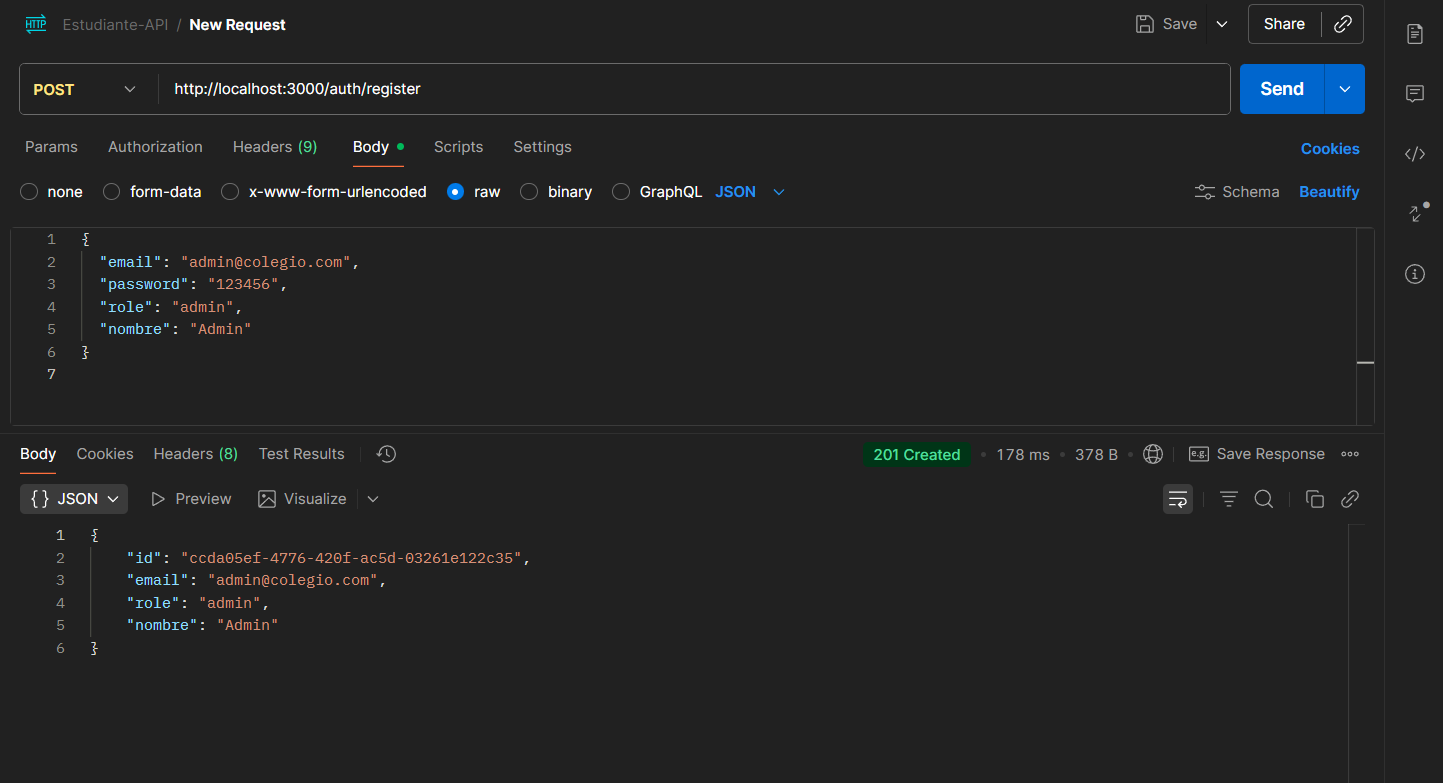 HTTP Estudiante-API / New Request Save Share
POST http://localhost:3000/auth/register Send
Params Authorization Headers (9) Body Scripts Settings Cookies
none form-data x-www-form-urlencoded raw binary GraphQL JSON Schema Beautify
1 {
2 "email": "admin@colegio.com",
3 "password": "123456",
4 "role": "admin",
5 "nombre": "Admin"
6 }
7
Body Cookies Headers (8) Test Results 201 Created • 178 ms • 378 B • e.g. Save Response
{} JSON Preview Visualize
1 {
2 "id": "ccda05ef-4776-420f-ac5d-03261e122c35",
3 "email": "admin@colegio.com",
4 "role": "admin",
5 "nombre": "Admin"
6 }